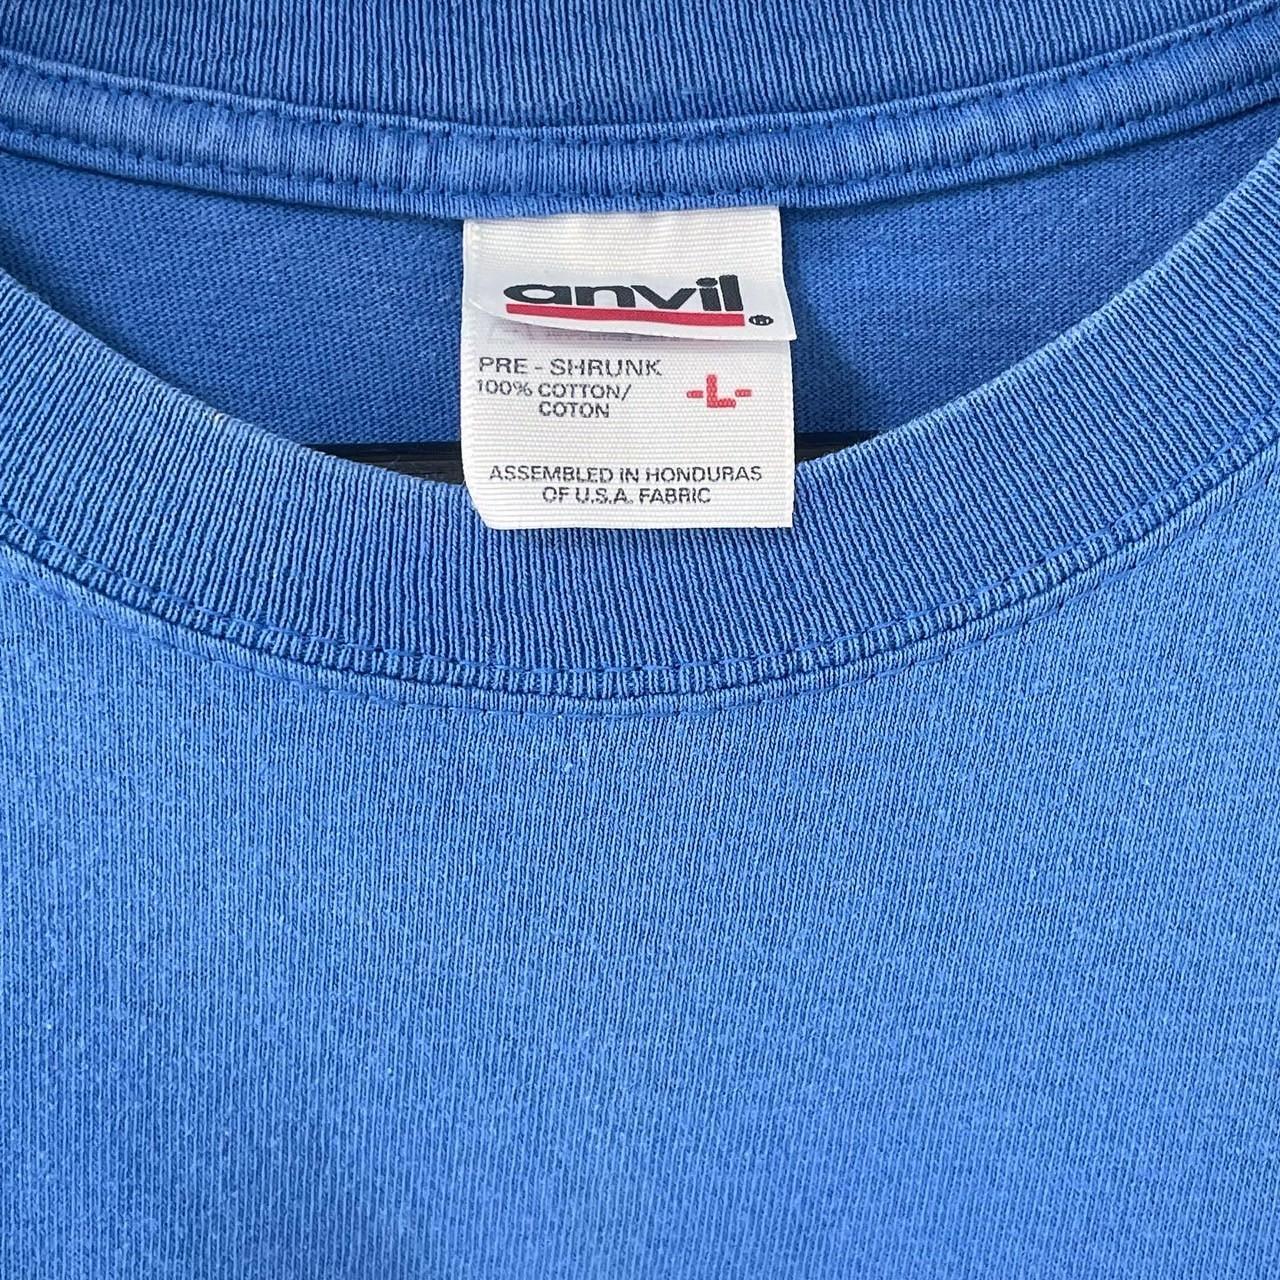 anvil®
PRE - SHRUNK
100% COTTON/
COTON
-L-
ASSEMBLED IN HONDURAS
OF U.S.A. FABRIC